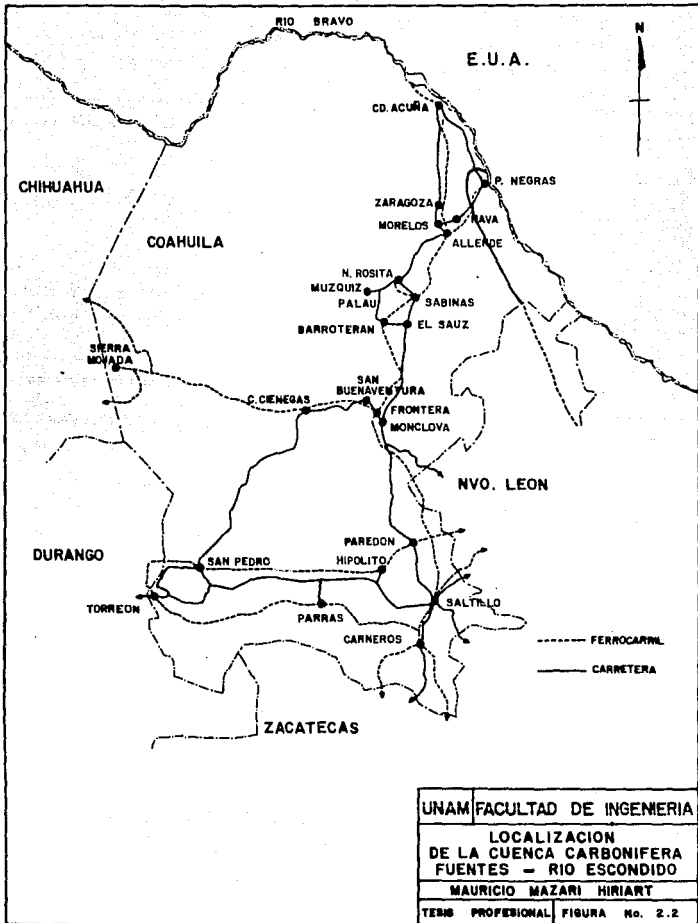 RIO BRAVO
E.U.A.
N
CD. ACUÑA
CHIHUAHUA
P. NEGRAS
ZARAGOZA
NAVA
MORELOS
COAHUILA
ALLENDE
N. ROSITA
MUZQUIZ
SABINAS
PALAU
BARROTERAN
EL SAUZ
SIERRA
MOJADA
SAN
BUENAVENTURA
C. CIENEGAS
FRONTERA
MONCLOVA
NVO. LEON
PAREDON
DURANGO
SAN PEDRO
HIPOLITO
TORREON
PARRAS
SALTILLO
CARNEROS
FERROCARRIL
CARRETERA
ZACATECAS
UNAM FACULTAD DE INGENIERIA
LOCALIZACION
DE LA CUENCA CARBONIFERA
FUENTES – RIO ESCONDIDO
MAURICIO MAZARI HIRIART
TESIS PROFESIONAL FIGURA No. 2.2